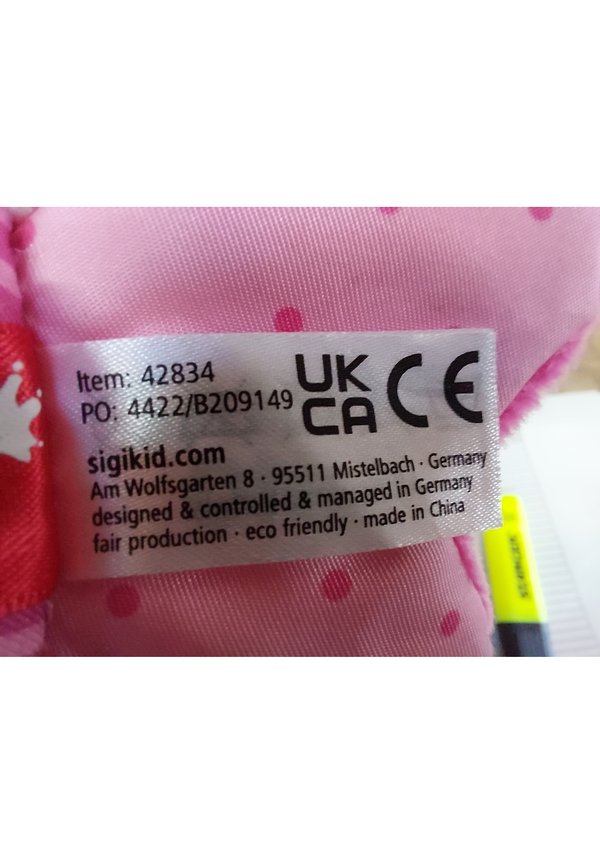 Item: 42834
PO: 4422/B209149
UK
CA
CE
sigikid.com
Am Wolfsgarten 8 · 95511 Mistelbach · Germany
designed & controlled & managed in Germany
fair production · eco friendly · made in China